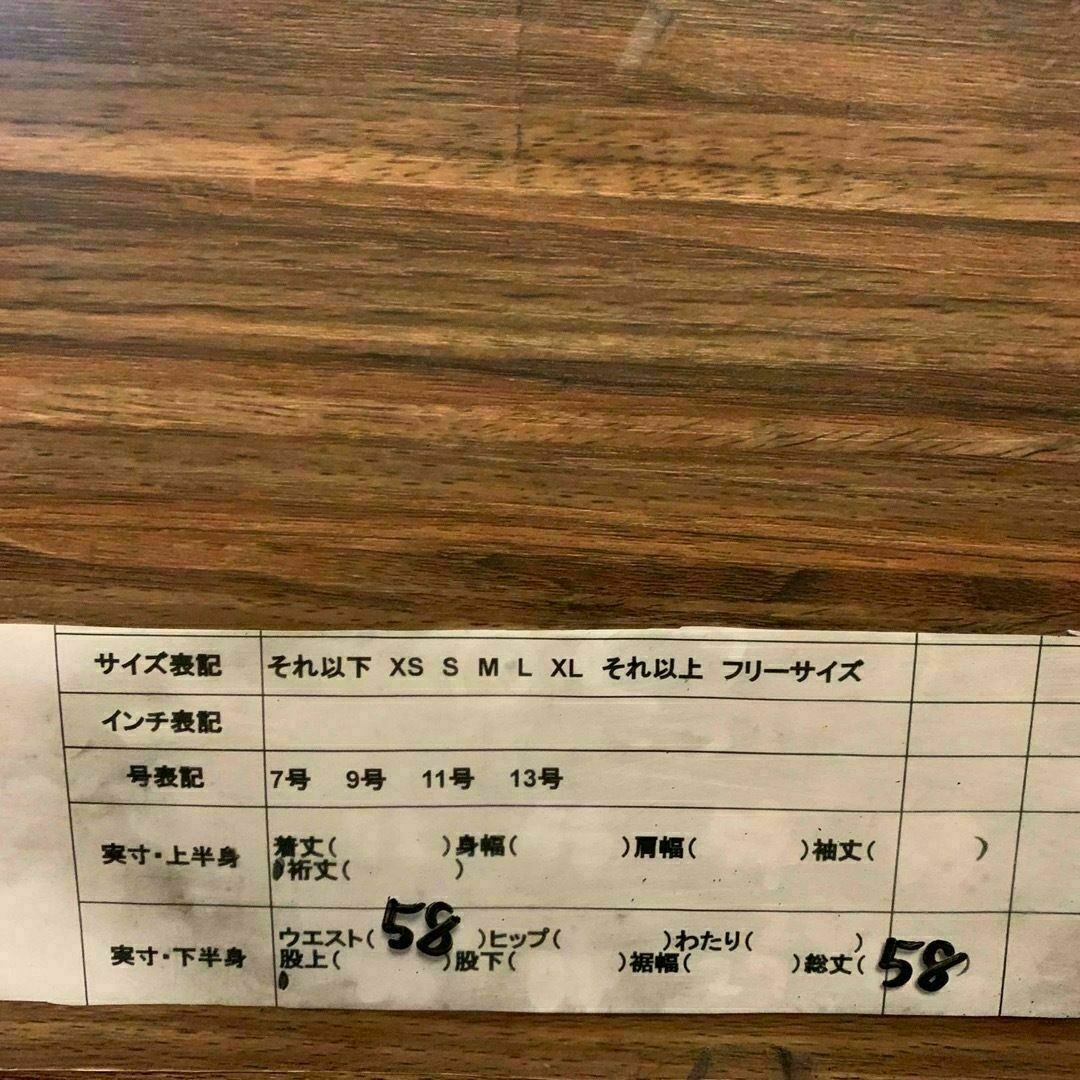 サイズ表記 それ以下 XS S M L XL それ以上 フリーサイズ
インチ表記
号表記 7号 9号 11号 13号
実寸・上半身 着丈( )身幅( )肩幅( )袖丈( )
裄丈( )
実寸・下半身 ウエスト( 58 )ヒップ( )わたり( )
股上( )股下( )裾幅( )総丈( 58 )